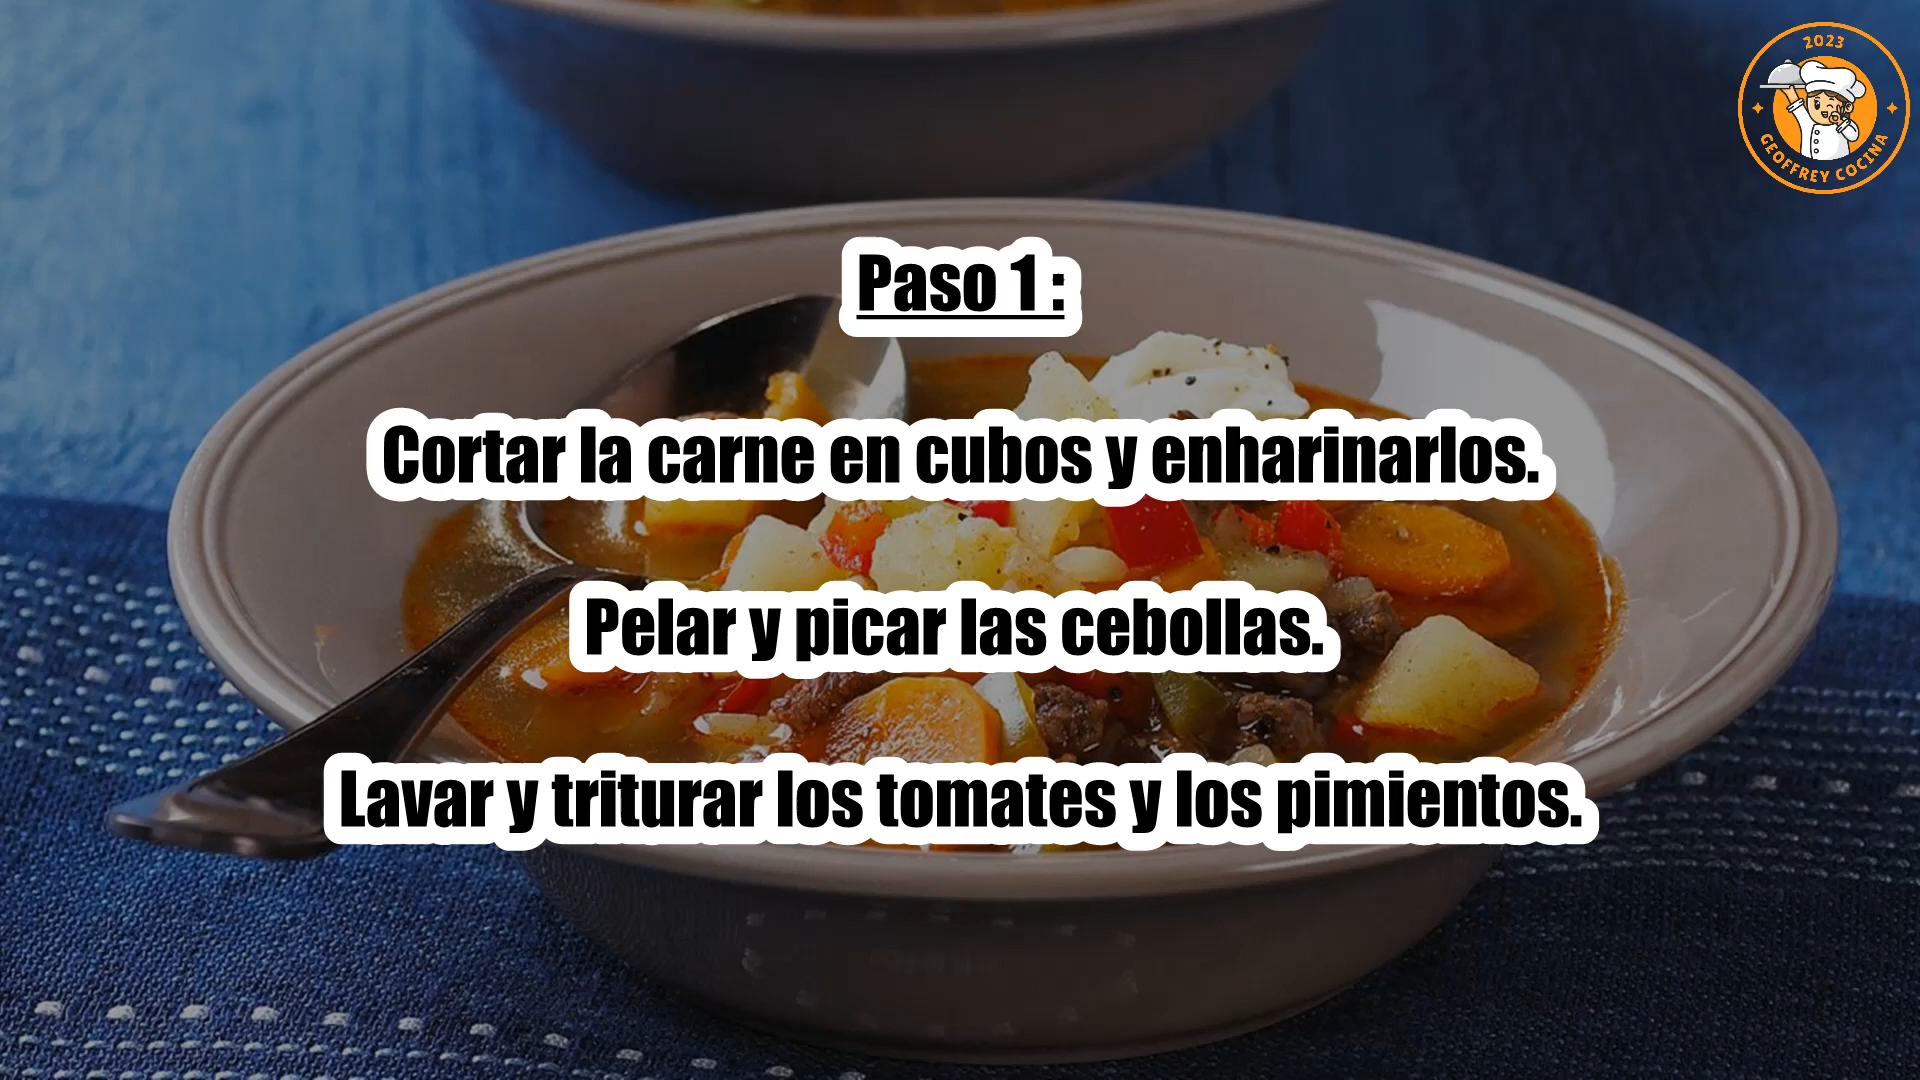 2023
GEOFFREY COCINA
Paso 1 :
Cortar la carne en cubos y enharinarlos.
Pelar y picar las cebollas.
Lavar y triturar los tomates y los pimientos.